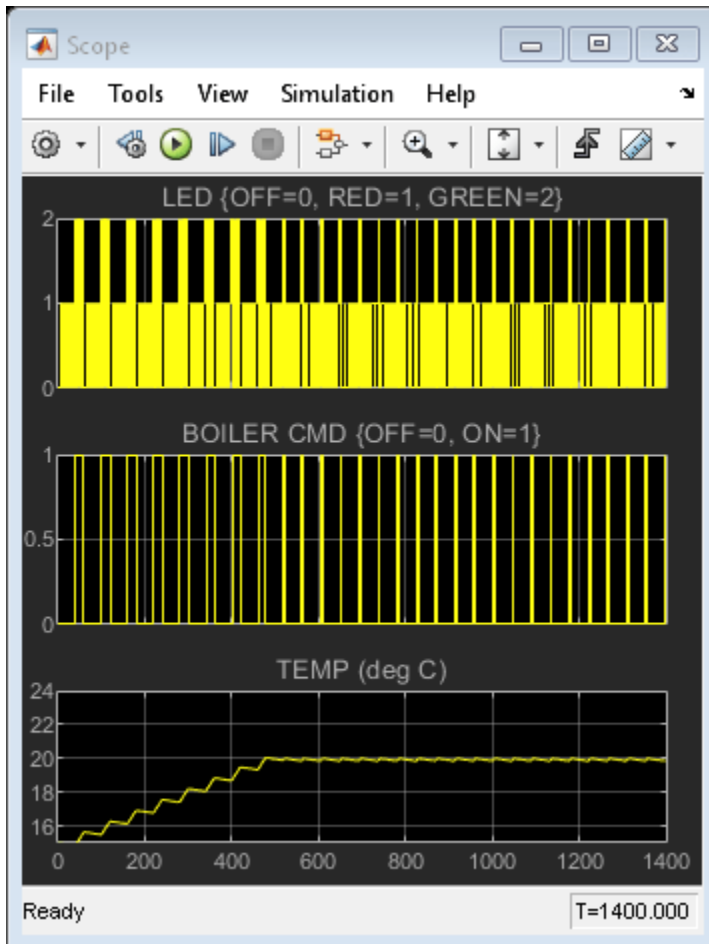 Scope
File Tools View Simulation Help
LED {OFF=0, RED=1, GREEN=2}
2
1
0
BOILER CMD {OFF=0, ON=1}
1
0.5
0
TEMP (deg C)
24
22
20
18
16
0 200 400 600 800 1000 1200 1400
Ready T=1400.000